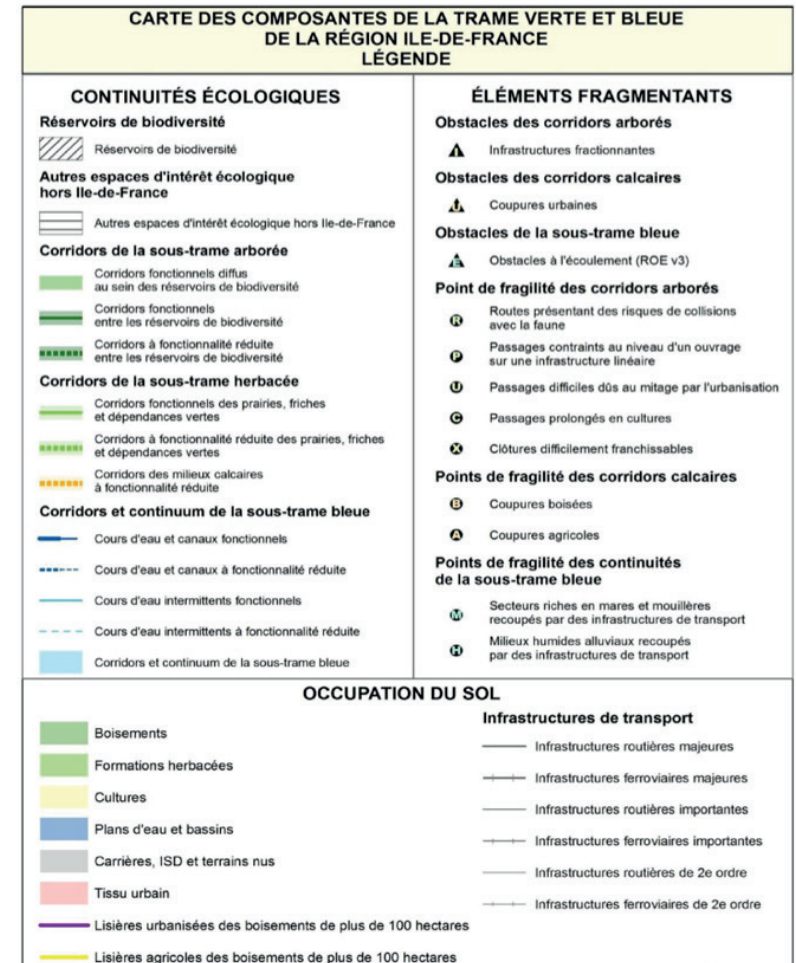 CARTE DES COMPOSANTES DE LA TRAME VERTE ET BLEUE
DE LA RÉGION ILE-DE-FRANCE
LÉGENDE
CONTINUITÉS ÉCOLOGIQUES
Réservoirs de biodiversité
Réservoirs de biodiversité
Autres espaces d'intérêt écologique
hors Ile-de-France
Autres espaces d'intérêt écologique hors Ile-de-France
Corridors de la sous-trame arborée
Corridors fonctionnels diffus
au sein des réservoirs de biodiversité
Corridors fonctionnels
entre les réservoirs de biodiversité
Corridors à fonctionnalité réduite
entre les réservoirs de biodiversité
Corridors de la sous-trame herbacée
Corridors fonctionnels des prairies, friches
et dépendances vertes
Corridors à fonctionnalité réduite des prairies, friches
et dépendances vertes
Corridors des milieux calcaires
à fonctionnalité réduite
Corridors et continuum de la sous-trame bleue
Cours d'eau et canaux fonctionnels
Cours d'eau et canaux à fonctionnalité réduite
Cours d'eau intermittents fonctionnels
Cours d'eau intermittents à fonctionnalité réduite
Corridors et continuum de la sous-trame bleue
ÉLÉMENTS FRAGMENTANTS
Obstacles des corridors arborés
Infrastructures fractionnantes
Obstacles des corridors calcaires
Coupures urbaines
Obstacles de la sous-trame bleue
Obstacles à l'écoulement (ROE v3)
Point de fragilité des corridors arborés
R Routes présentant des risques de collisions
avec la faune
P Passages contraints au niveau d'un ouvrage
sur une infrastructure linéaire
U Passages difficiles dûs au mitage par l'urbanisation
C Passages prolongés en cultures
X Clôtures difficilement franchissables
Points de fragilité des corridors calcaires
B Coupures boisées
A Coupures agricoles
Points de fragilité des continuités
de la sous-trame bleue
M Secteurs riches en mares et mouillères
recoupés par des infrastructures de transport
H Milieux humides alluviaux recoupés
par des infrastructures de transport
OCCUPATION DU SOL
Boisements
Formations herbacées
Cultures
Plans d'eau et bassins
Carrières, ISD et terrains nus
Tissu urbain
Lisières urbanisées des boisements de plus de 100 hectares
Lisières agricoles des boisements de plus de 100 hectares
Infrastructures de transport
Infrastructures routières majeures
Infrastructures ferroviaires majeures
Infrastructures routières importantes
Infrastructures ferroviaires importantes
Infrastructures routières de 2e ordre
Infrastructures ferroviaires de 2e ordre